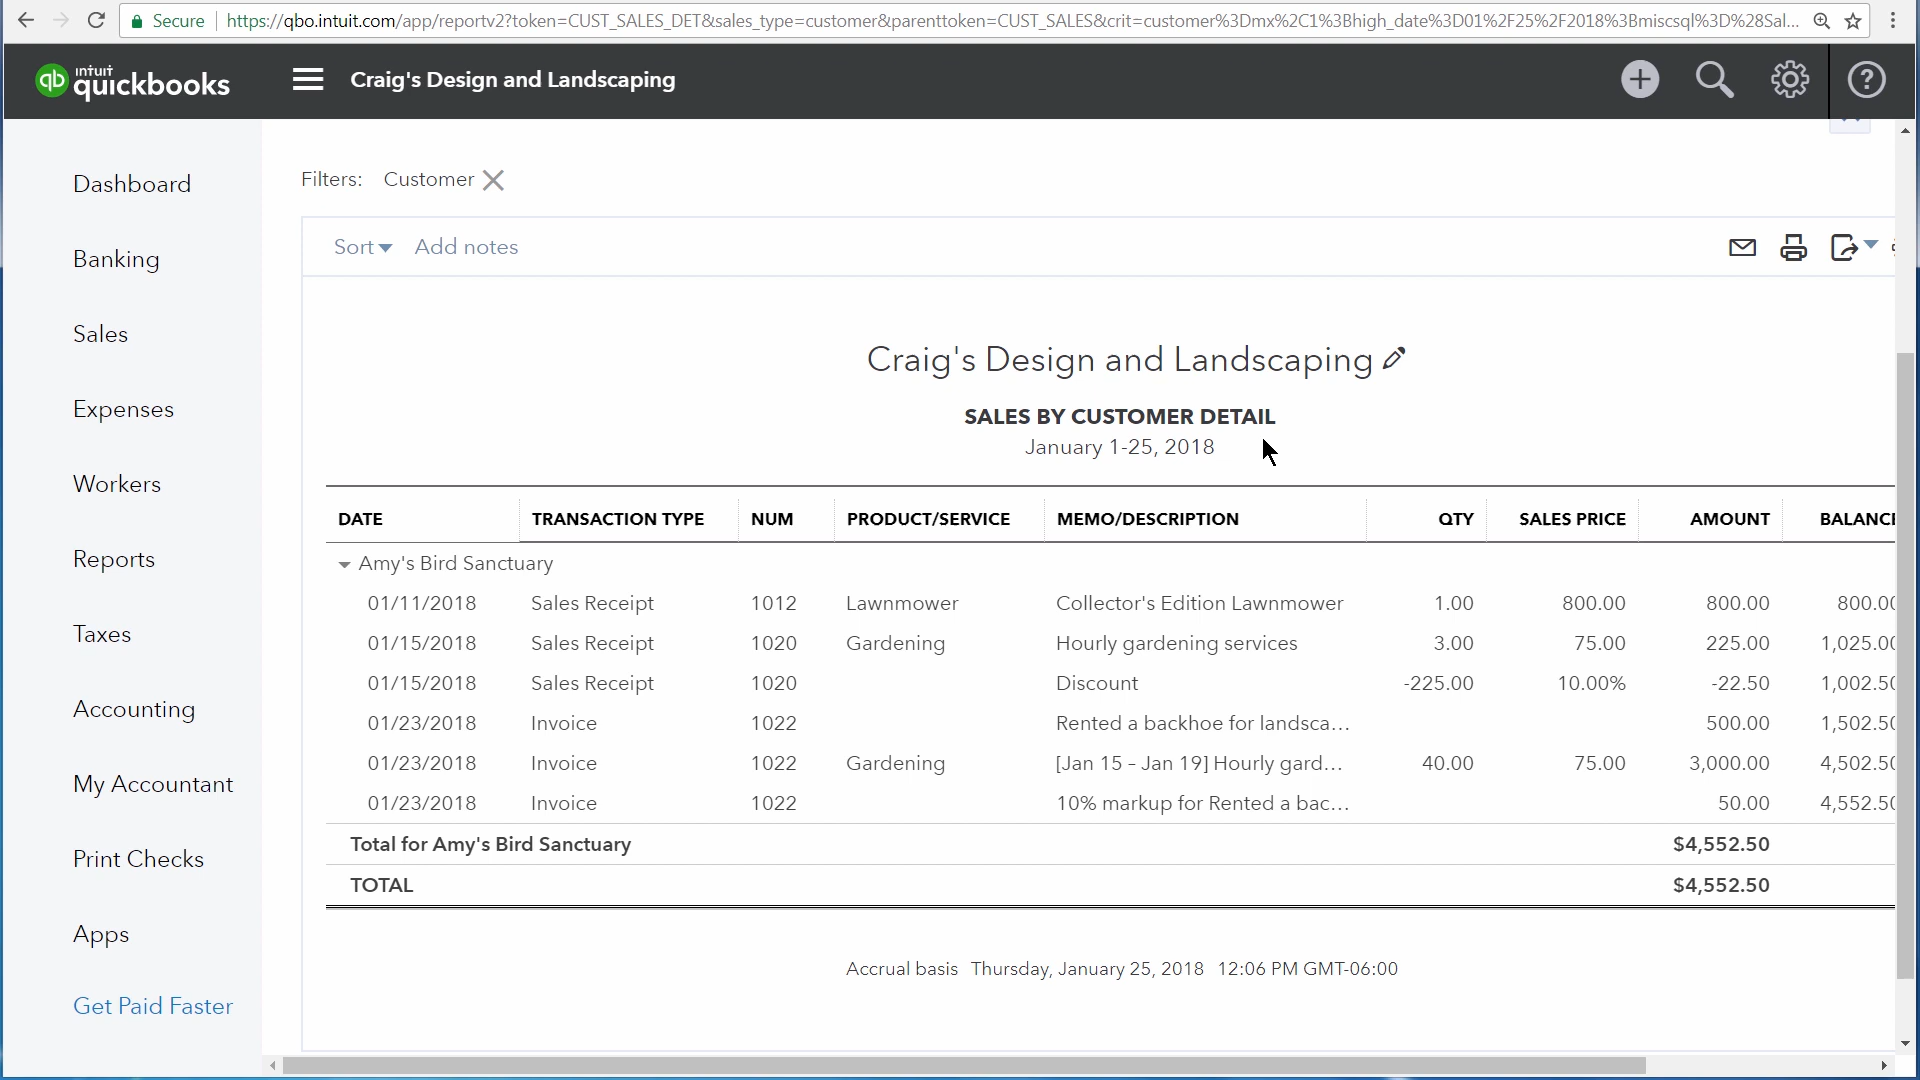 Secure https://qbo.intuit.com/app/reportv2?token=CUST_SALES_DET&sales_type=customer&parenttoken=CUST_SALES&crit=customer%3Dmx%2C1%3Bhigh_date%3D01%2F25%2F2018%3Bmiscsql%3D%28Sal...
intuit quickbooks Craig's Design and Landscaping
Dashboard
Banking
Sales
Expenses
Workers
Reports
Taxes
Accounting
My Accountant
Print Checks
Apps
Get Paid Faster
Filters: Customer
Sort Add notes
Craig's Design and Landscaping
SALES BY CUSTOMER DETAIL
January 1-25, 2018
DATE TRANSACTION TYPE NUM PRODUCT/SERVICE MEMO/DESCRIPTION QTY SALES PRICE AMOUNT BALANCE
Amy's Bird Sanctuary
01/11/2018 Sales Receipt 1012 Lawnmower Collector's Edition Lawnmower 1.00 800.00 800.00 800.00
01/15/2018 Sales Receipt 1020 Gardening Hourly gardening services 3.00 75.00 225.00 1,025.00
01/15/2018 Sales Receipt 1020 Discount -225.00 10.00% -22.50 1,002.50
01/23/2018 Invoice 1022 Rented a backhoe for landsca... 500.00 1,502.50
01/23/2018 Invoice 1022 Gardening [Jan 15 – Jan 19] Hourly gard... 40.00 75.00 3,000.00 4,502.50
01/23/2018 Invoice 1022 10% markup for Rented a bac... 50.00 4,552.50
Total for Amy's Bird Sanctuary $4,552.50
TOTAL $4,552.50
Accrual basis Thursday, January 25, 2018 12:06 PM GMT-06:00